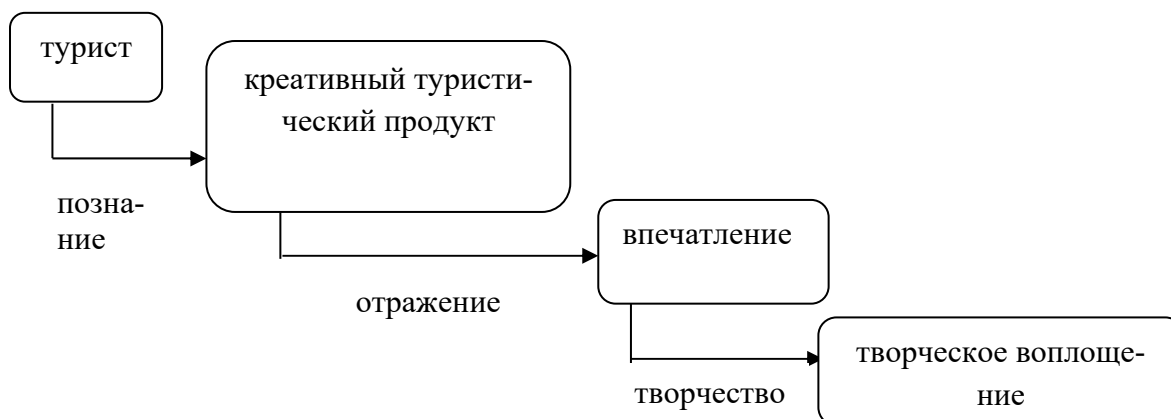 турист
креативный туристи-
ческий продукт
позна-
ние
впечатление
отражение
творческое воплоще-
ние
творчество